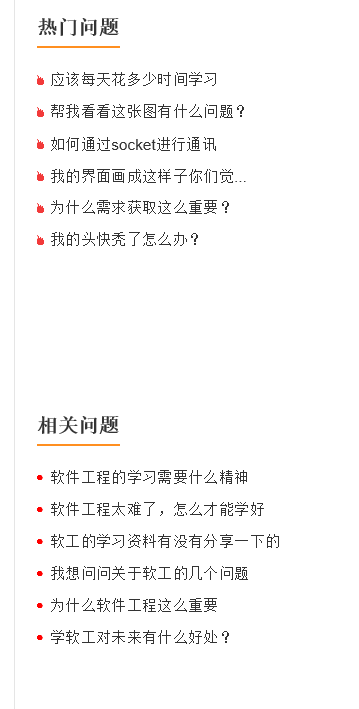 热门问题
应该每天花多少时间学习
帮我看看这张图有什么问题？
如何通过socket进行通讯
我的界面画成这样子你们觉...
为什么需求获取这么重要？
我的头快秃了怎么办？
相关问题
软件工程的学习需要什么精神
软件工程太难了，怎么才能学好
软工的学习资料有没有分享一下的
我想问问关于软工的几个问题
为什么软件工程这么重要
学软工对未来有什么好处？